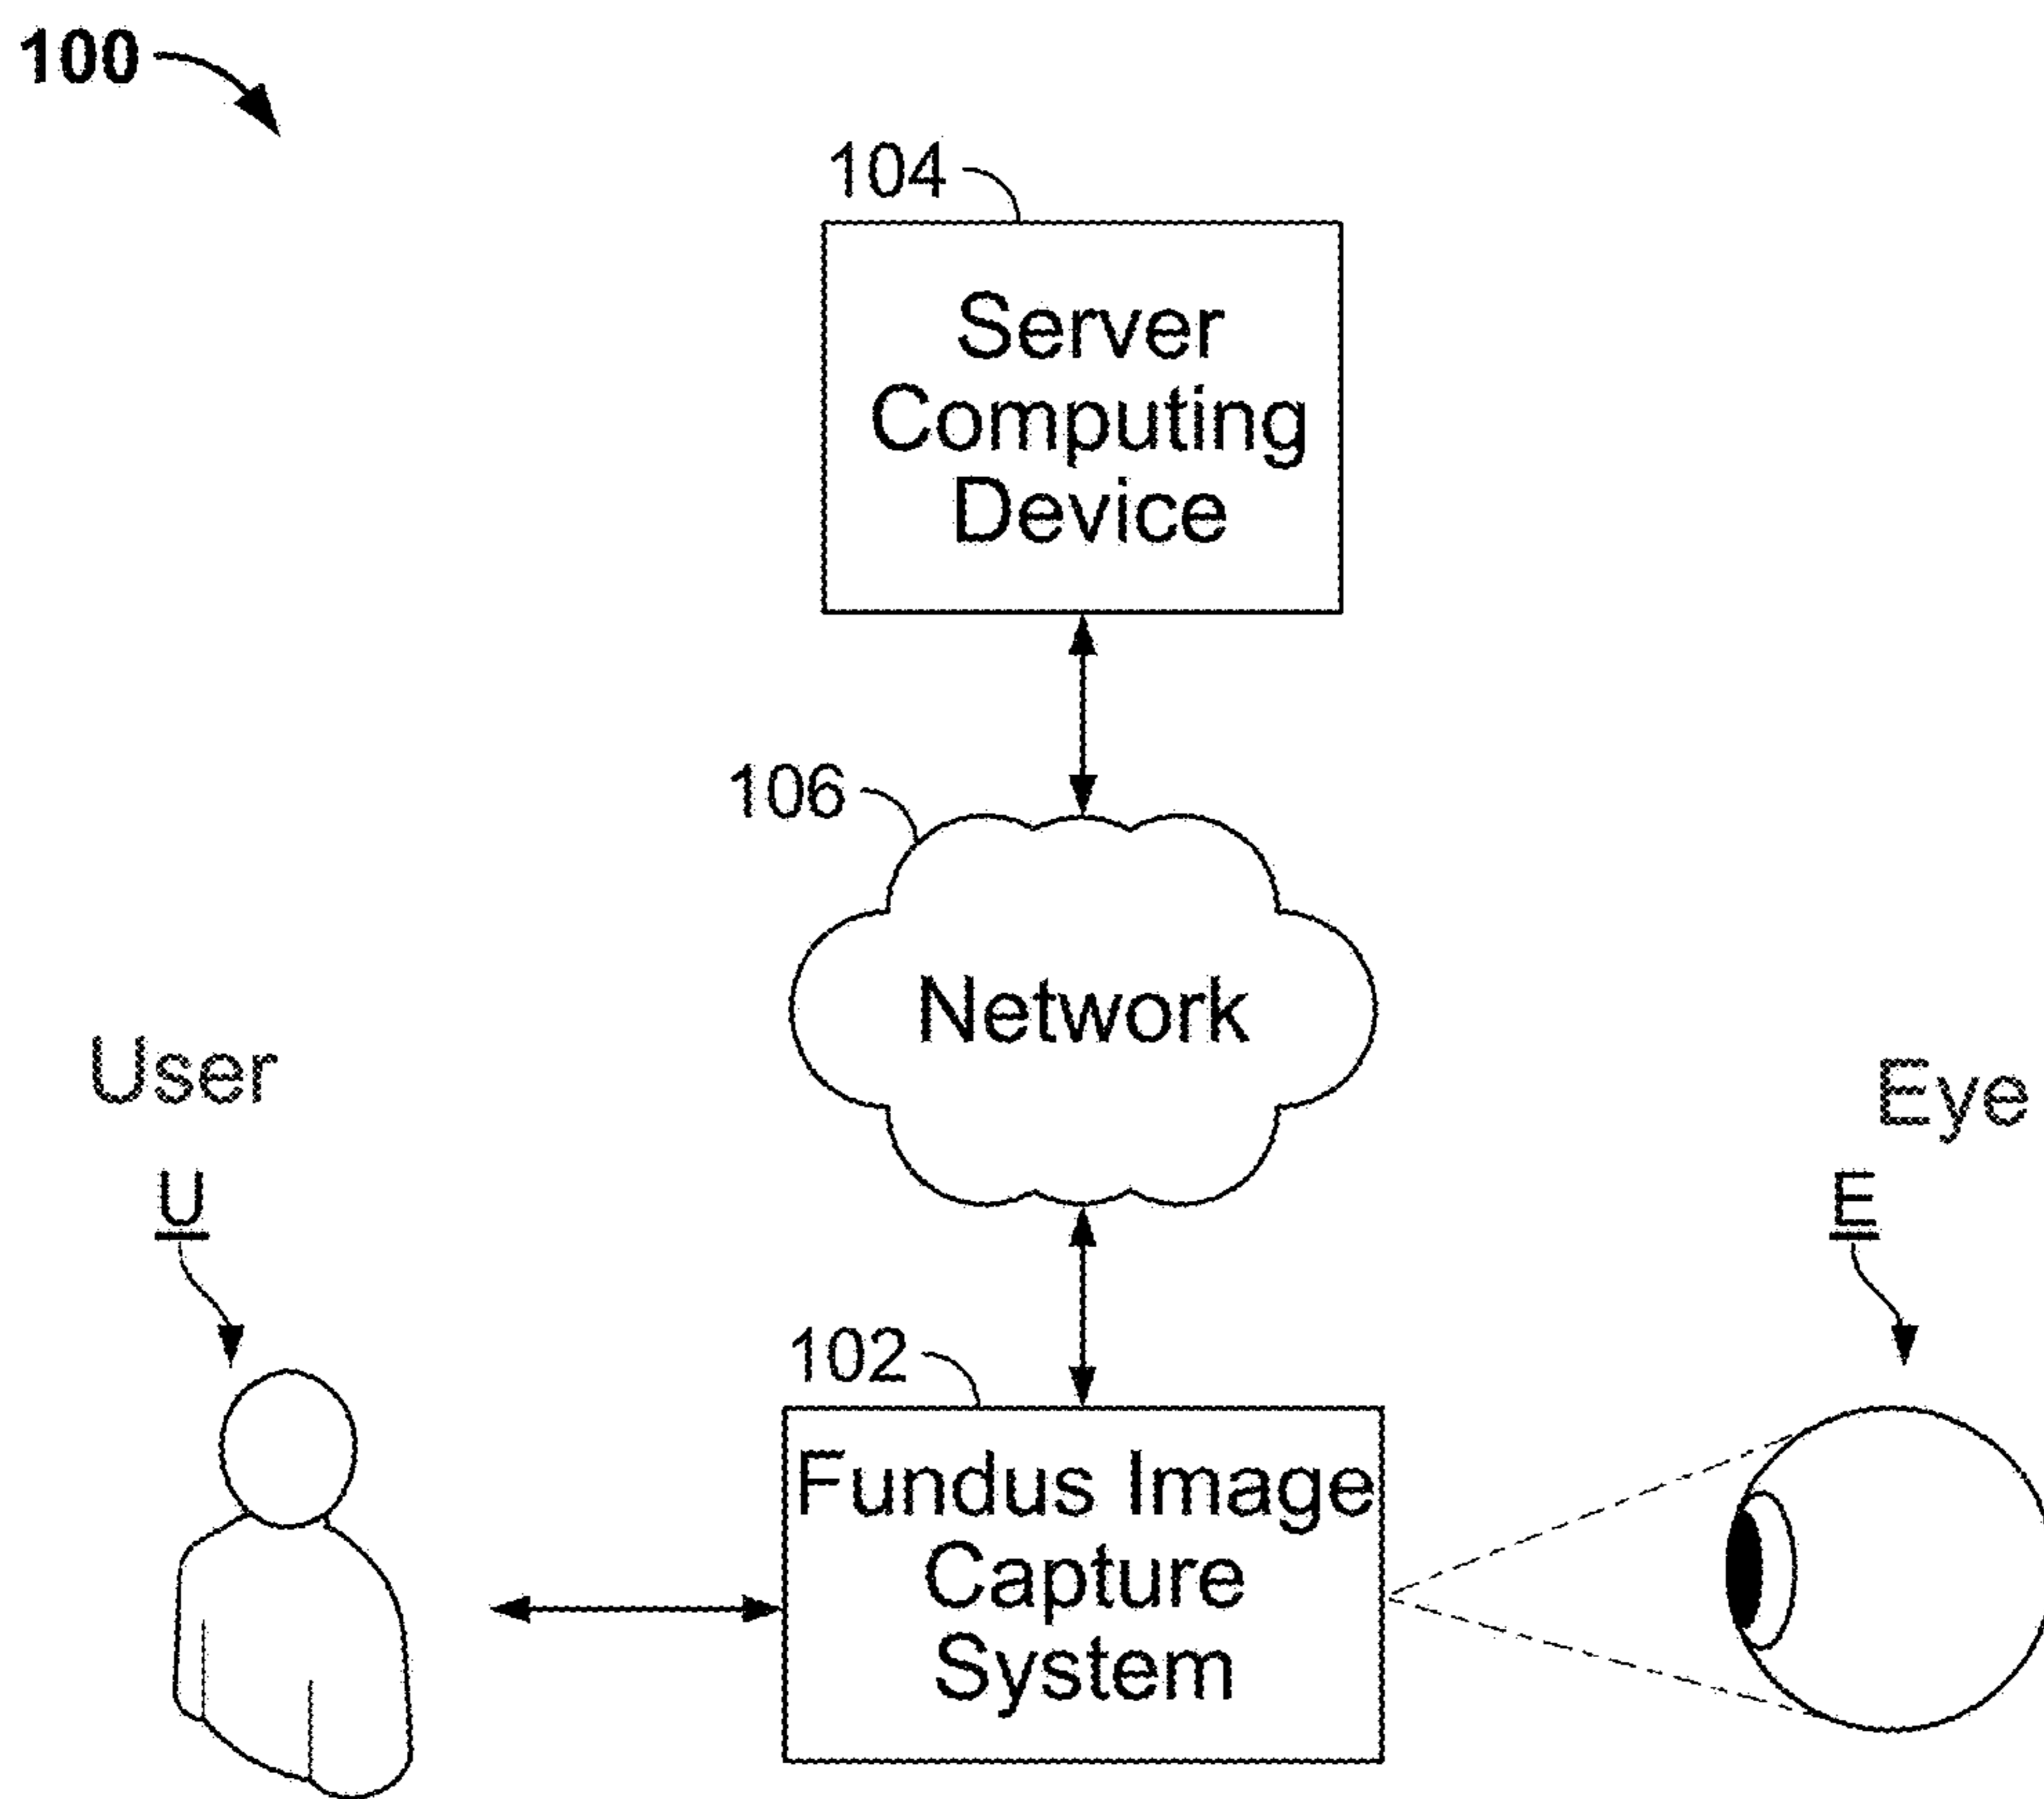 100
104
Server
Computing
Device
106
Network
User
U
Eye
E
102
Fundus Image
Capture
System